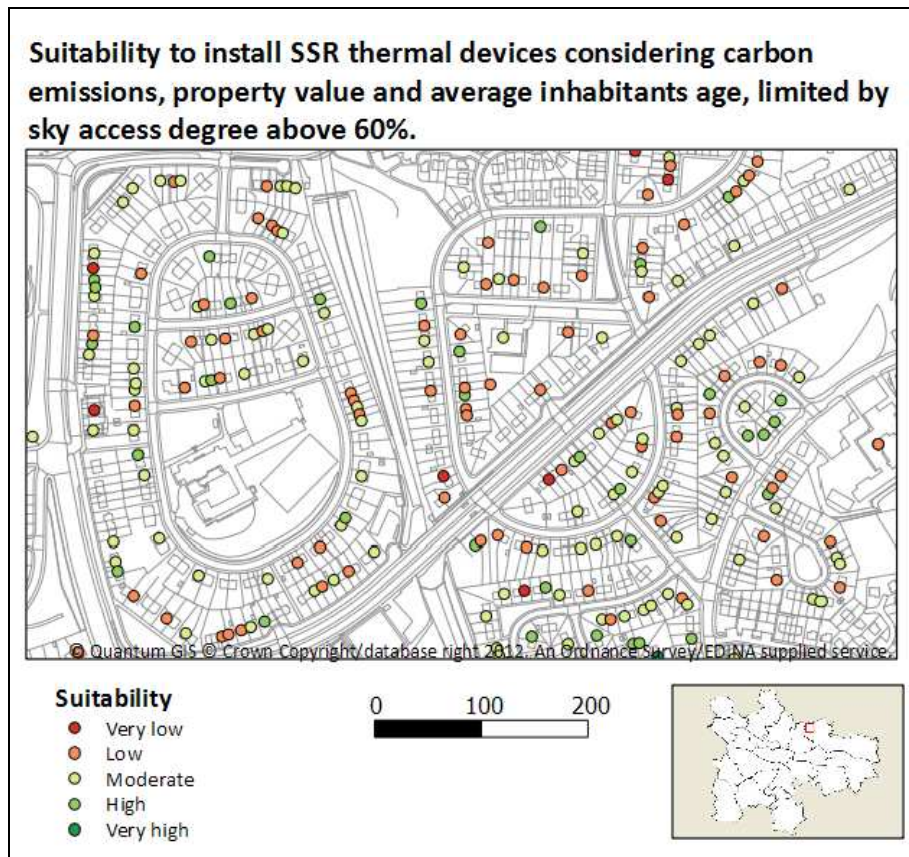 Suitability to install SSR thermal devices considering carbon
emissions, property value and average inhabitants age, limited by
sky access degree above 60%.
© Quantum GIS © Crown Copyright/database right 2012. An Ordnance Survey/EDINA supplied service.
Suitability
Very low
Low
Moderate
High
Very high
0 100 200